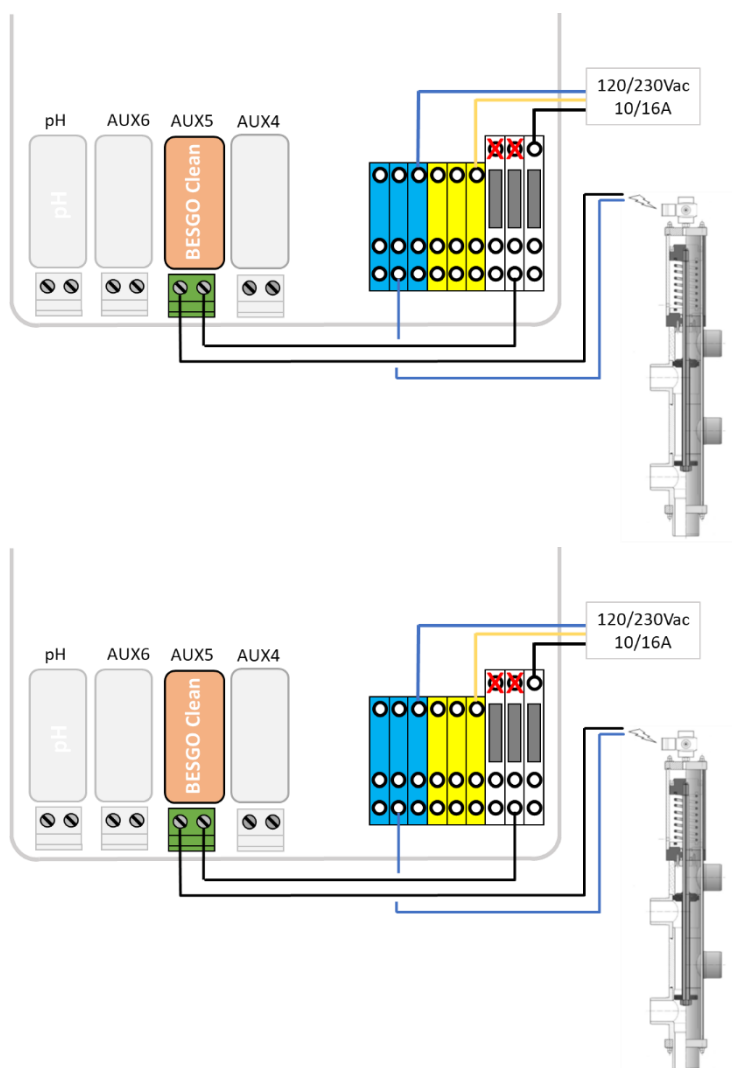 120/230Vac
10/16A
pH AUX6 AUX5 AUX4
pH
BESGO Clean
120/230Vac
10/16A
pH AUX6 AUX5 AUX4
pH
BESGO Clean